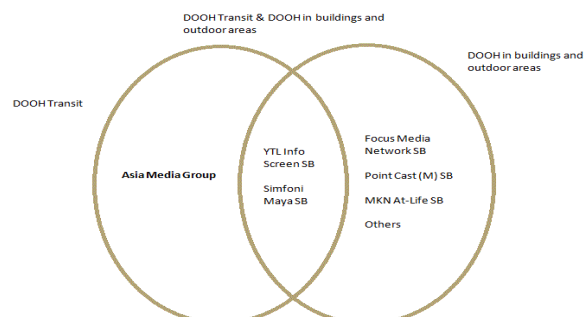 DOOH Transit & DOOH in buildings and
outdoor areas
DOOH in buildings and
outdoor areas
DOOH Transit
Asia Media Group
YTL Info
Screen SB
Simfoni
Maya SB
Focus Media
Network SB
Point Cast (M) SB
MKN At-Life SB
Others